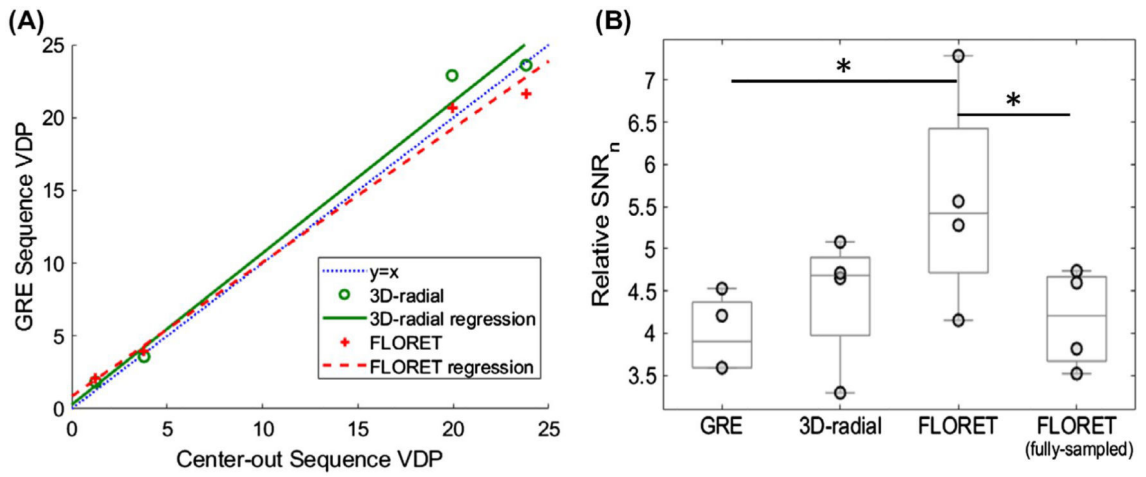 (A)
25
20
15
10
5
0
GRE Sequence VDP
0 5 10 15 20 25
Center-out Sequence VDP
y=x
3D-radial
3D-radial regression
FLORET
FLORET regression
(B)
7
6.5
6
5.5
5
4.5
4
3.5
Relative SNRn
* *
GRE 3D-radial FLORET FLORET
(fully-sampled)